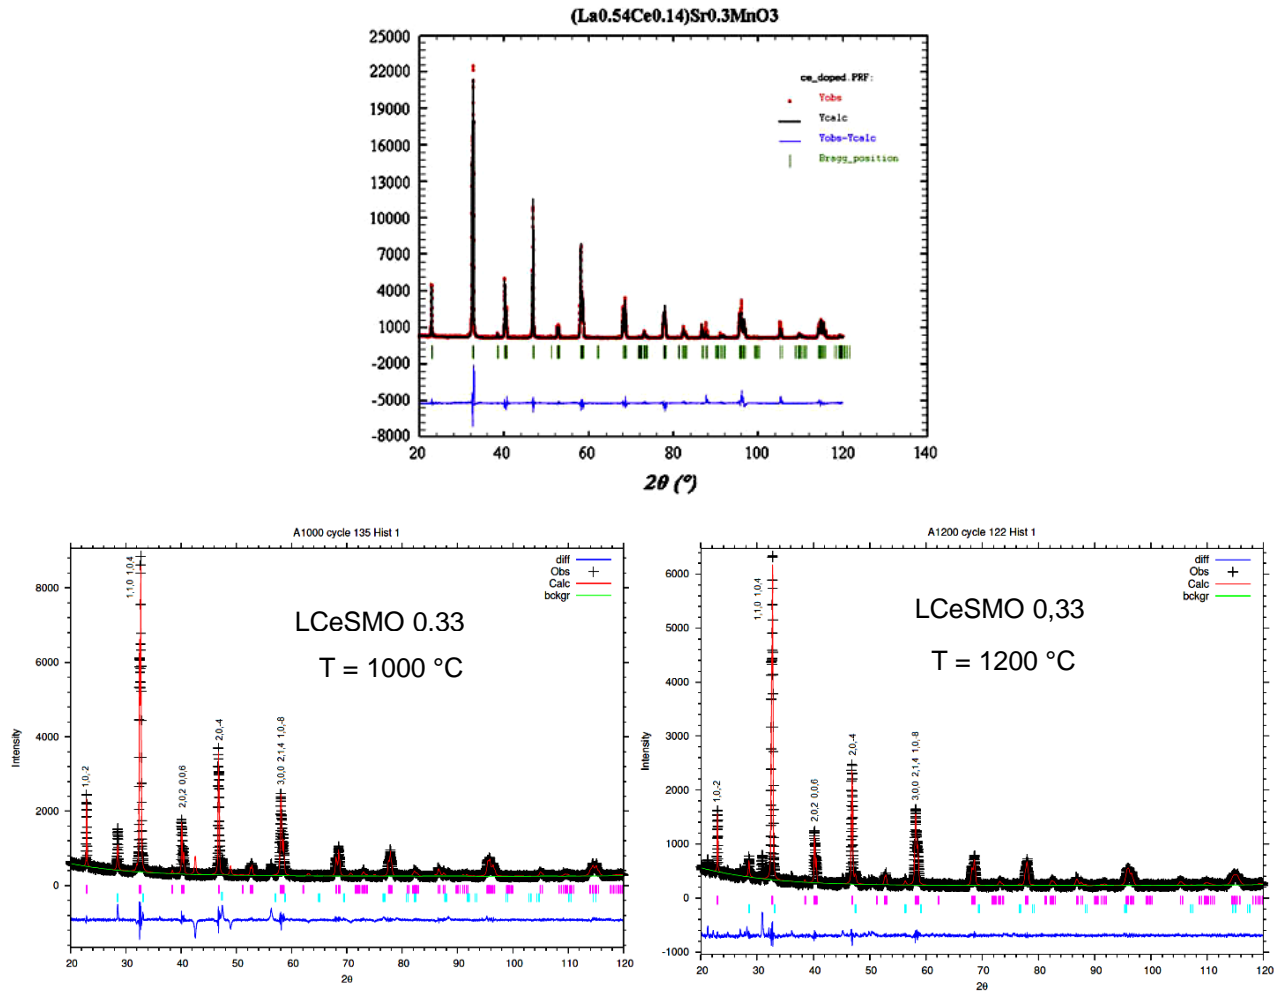 (La0.54Ce0.14)Sr0.3MnO3
25000
22000
19000
16000
13000
10000
7000
4000
1000
-2000
-5000
-8000
ce_doped.PRF:
Yobs
Ycalc
Yobs-Ycalc
Bragg_position
20 40 60 80 100 120 140
2θ (°)
A1000 cycle 135 Hist 1
diff
Obs
Calc
bckgr
LCeSMO 0.33
T = 1000 °C
Intensity
8000
6000
4000
2000
0
1,0,-2
1,1,0 1,0,4
2,0,2 0,0,6
2,0,-4
3,0,0 2,1,4 1,0,-8
20 30 40 50 60 70 80 90 100 110 120
2θ
A1200 cycle 122 Hist 1
diff
Obs
Calc
bckgr
LCeSMO 0,33
T = 1200 °C
Intensity
6000
5000
4000
3000
2000
1000
0
-1000
1,0,-2
1,1,0 1,0,4
2,0,2 0,0,6
2,0,-4
3,0,0 2,1,4 1,0,-8
20 30 40 50 60 70 80 90 100 110 120
2θ